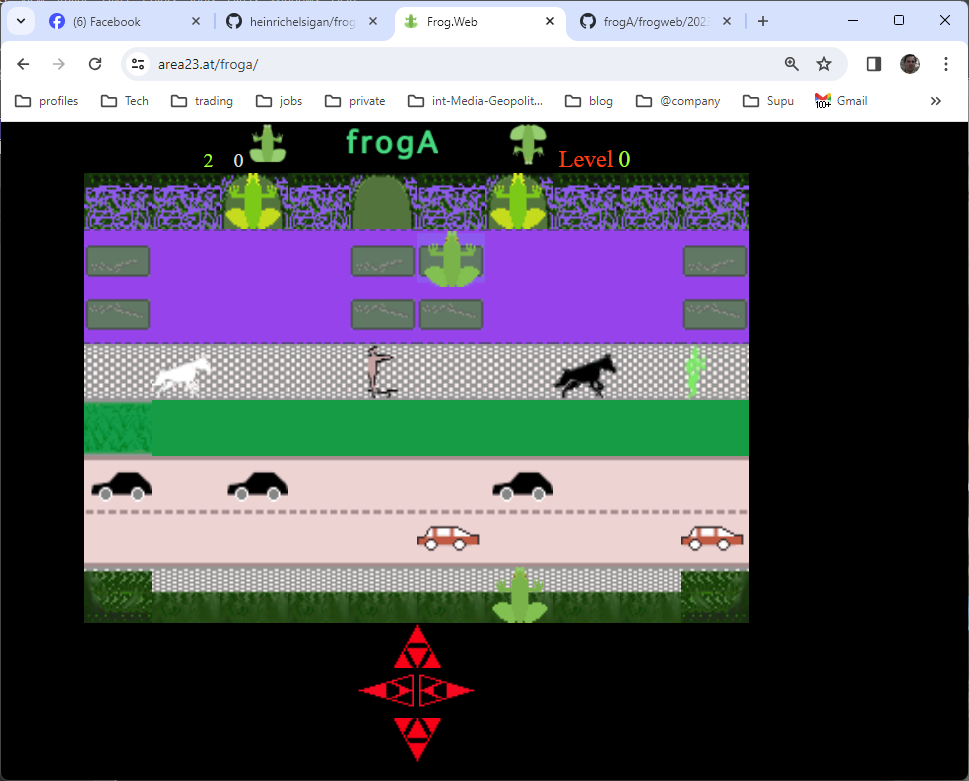 (6) Facebook
heinrichelsigan/frog
Frog.Web
frogA/frogweb/202
area23.at/froga/
profiles
Tech
trading
jobs
private
int-Media-Geopolit...
blog
@company
Supu
100+
Gmail
2 0 frogA Level 0